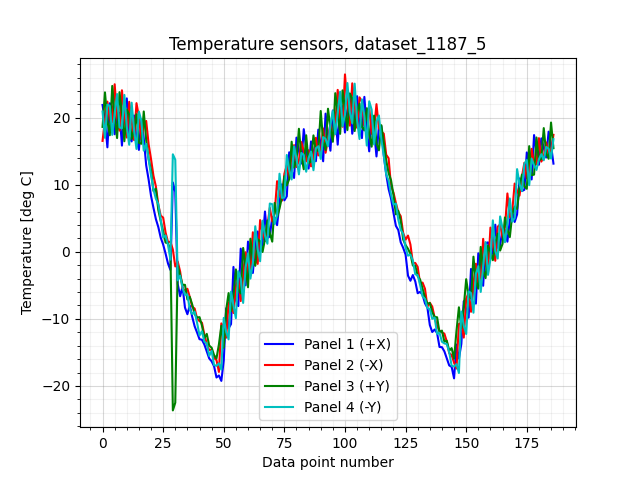 Temperature sensors, dataset_1187_5
Temperature [deg C]
20
10
0
−10
−20
Panel 1 (+X)
Panel 2 (-X)
Panel 3 (+Y)
Panel 4 (-Y)
0 25 50 75 100 125 150 175
Data point number